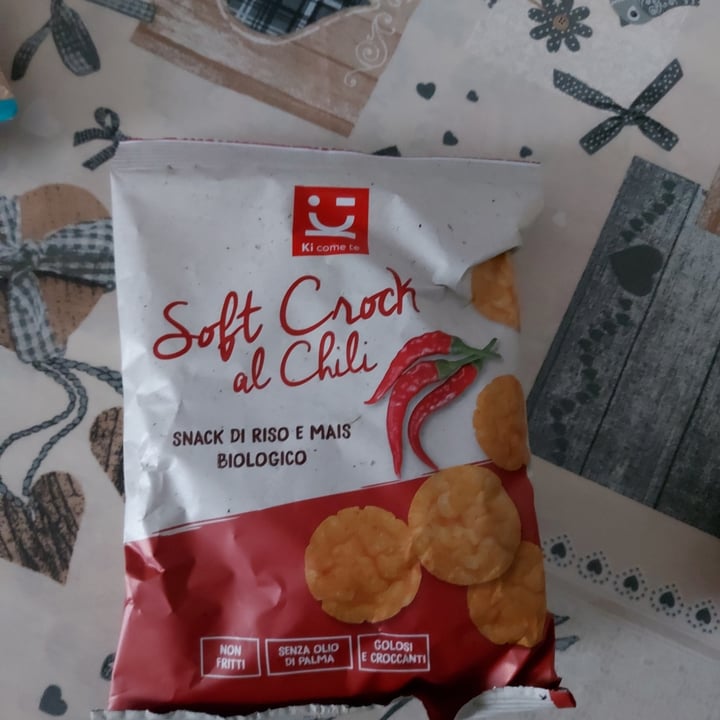 Ki come te
Soft Crock
al Chili
SNACK DI RISO E MAIS
BIOLOGICO
NON
FRITTI
SENZA OLIO
DI PALMA
GOLOSI
E CROCCANTI